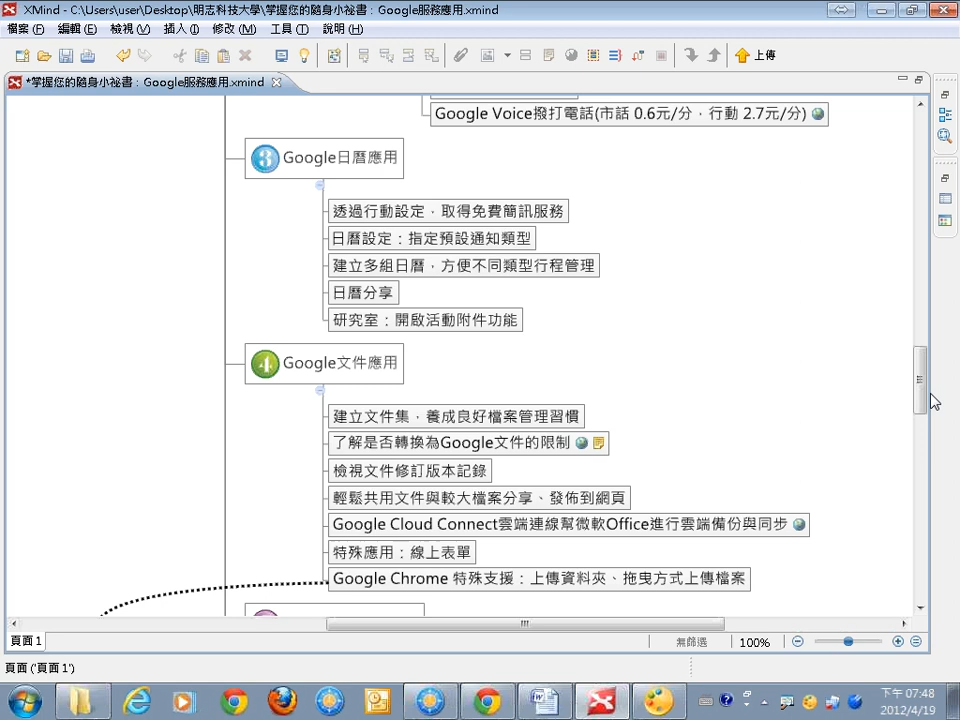 XMind - C:\Users\user\Desktop\明志科技大學\掌握您的隨身小祕書：Google服務應用.xmind
檔案(F) 編輯(E) 檢視(V) 插入(I) 修改(M) 工具(T) 說明(H)
上傳
*掌握您的隨身小祕書：Google服務應用.xmind
Google Voice撥打電話(市話 0.6元/分，行動 2.7元/分)
3 Google日曆應用
透過行動設定，取得免費簡訊服務
日曆設定：指定預設通知類型
建立多組日曆，方便不同類型行程管理
日曆分享
研究室：開啟活動附件功能
4 Google文件應用
建立文件集，養成良好檔案管理習慣
了解是否轉換為Google文件的限制
檢視文件修訂版本記錄
輕鬆共用文件與較大檔案分享、發佈到網頁
Google Cloud Connect雲端連線幫微軟Office進行雲端備份與同步
特殊應用：線上表單
Google Chrome 特殊支援：上傳資料夾、拖曳方式上傳檔案
頁面 1
無篩選 100%
頁面 ('頁面 1')
下午 07:48
2012/4/19